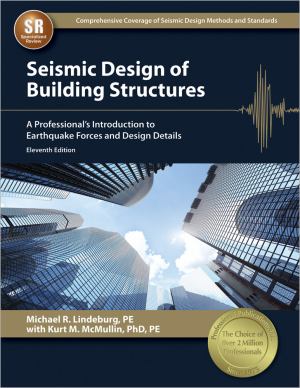 SR
Specialized
Review
Comprehensive Coverage of Seismic Design Methods and Standards
Seismic Design of
Building Structures
A Professional's Introduction to
Earthquake Forces and Design Details
Eleventh Edition
Michael R. Lindeburg, PE
with Kurt M. McMullin, PhD, PE
The Choice of
Over 2 Million
Professionals